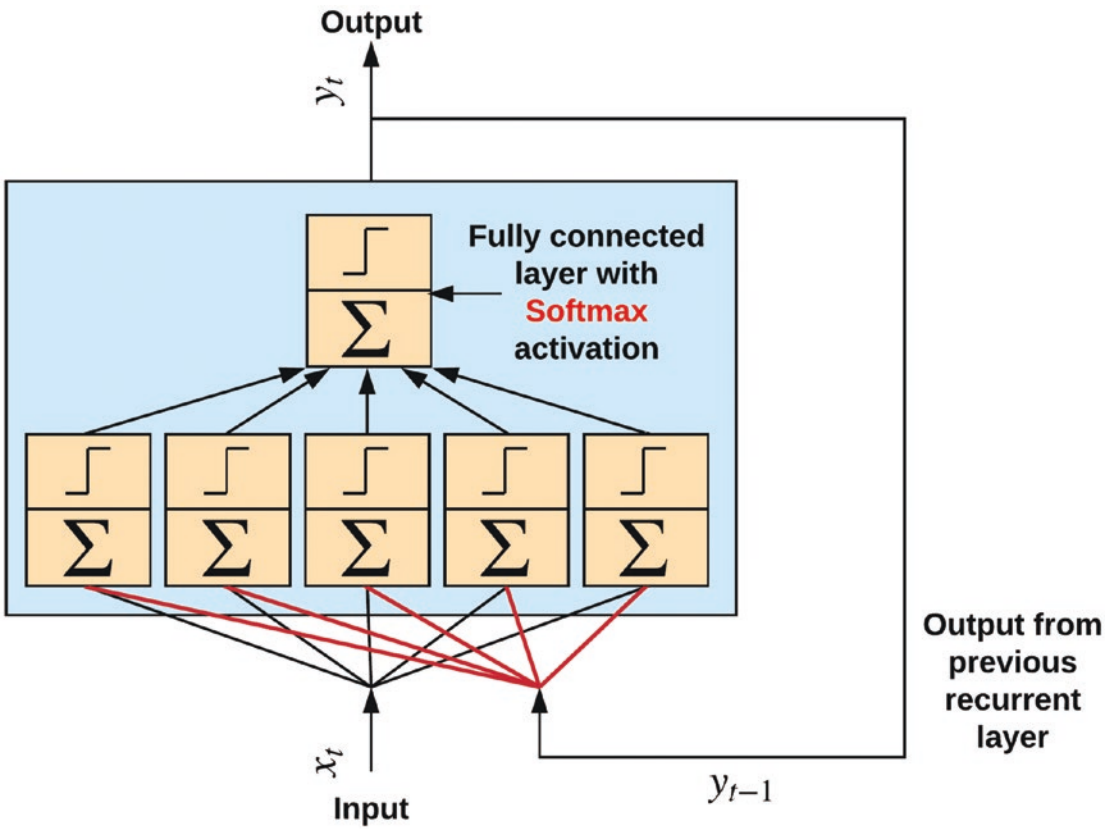 Output
y_t
Fully connected
layer with
Softmax
activation
Σ
Σ Σ Σ Σ Σ
Output from
previous
recurrent
layer
x_t
y_{t−1}
Input